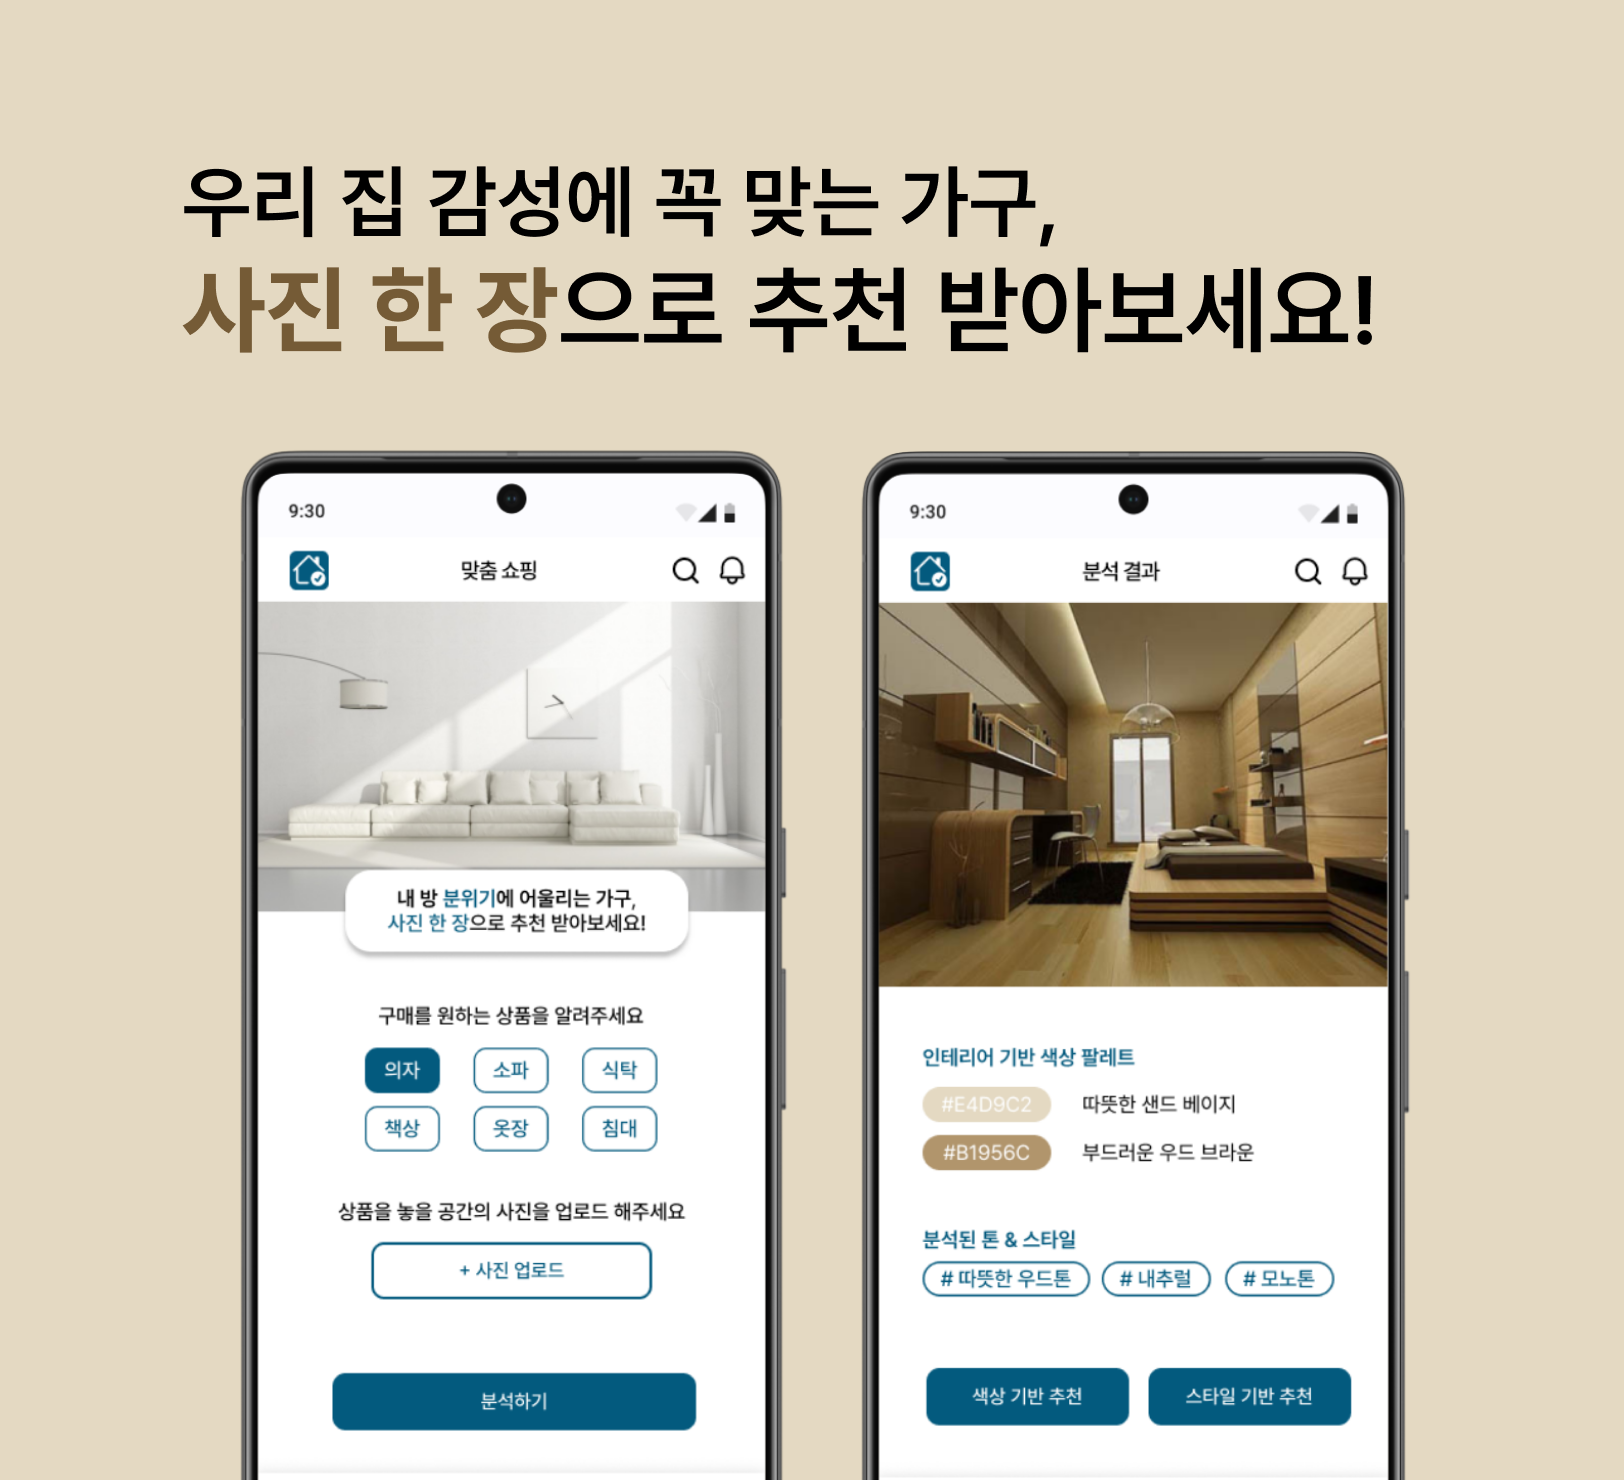 우리 집 감성에 꼭 맞는 가구,
사진 한 장으로 추천 받아보세요!
9:30
맞춤 쇼핑
내 방 분위기에 어울리는 가구,
사진 한 장으로 추천 받아보세요!
구매를 원하는 상품을 알려주세요
의자 소파 식탁
책상 옷장 침대
상품을 놓을 공간의 사진을 업로드 해주세요
+ 사진 업로드
분석하기
9:30
분석 결과
인테리어 기반 색상 팔레트
#E4D9C2 따뜻한 샌드 베이지
#B1956C 부드러운 우드 브라운
분석된 톤 & 스타일
# 따뜻한 우드톤 # 내추럴 # 모노톤
색상 기반 추천 스타일 기반 추천